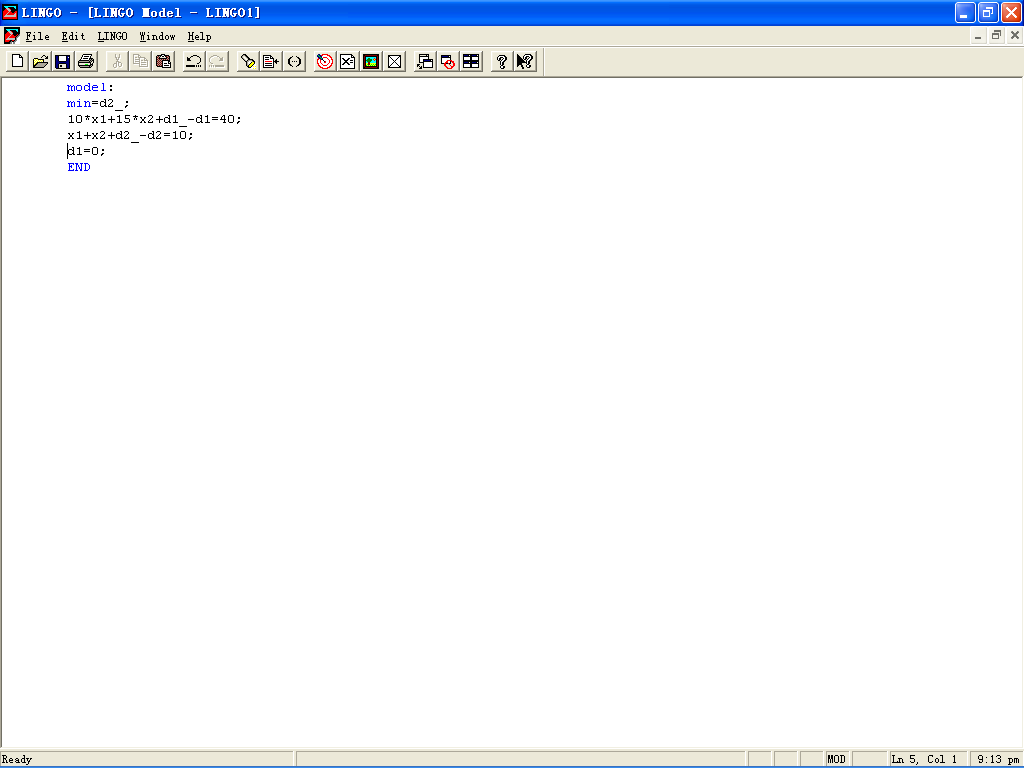 LINGO - [LINGO Model - LINGO1]
File Edit LINGO Window Help
model:
min=d2_;
10*x1+15*x2+d1_-d1=40;
x1+x2+d2_-d2=10;
d1=0;
END
Ready MOD Ln 5, Col 1 9:13 pm